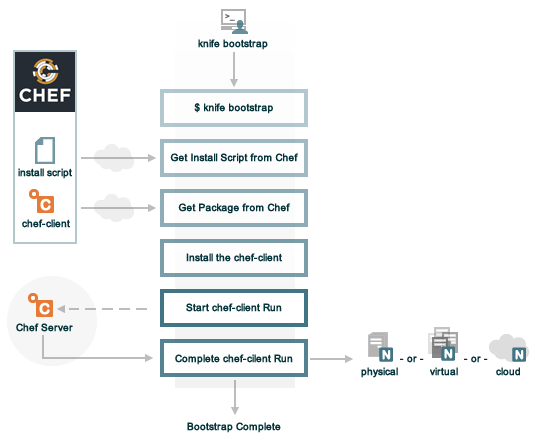 >_
knife bootstrap
CHEF
$ knife bootstrap
install script
Get Install Script from Chef
C
chef-client
Get Package from Chef
Install the chef-client
C
Chef Server
Start chef-client Run
Complete chef-client Run
N
physical
- or -
N
virtual
- or -
N
cloud
Bootstrap Complete